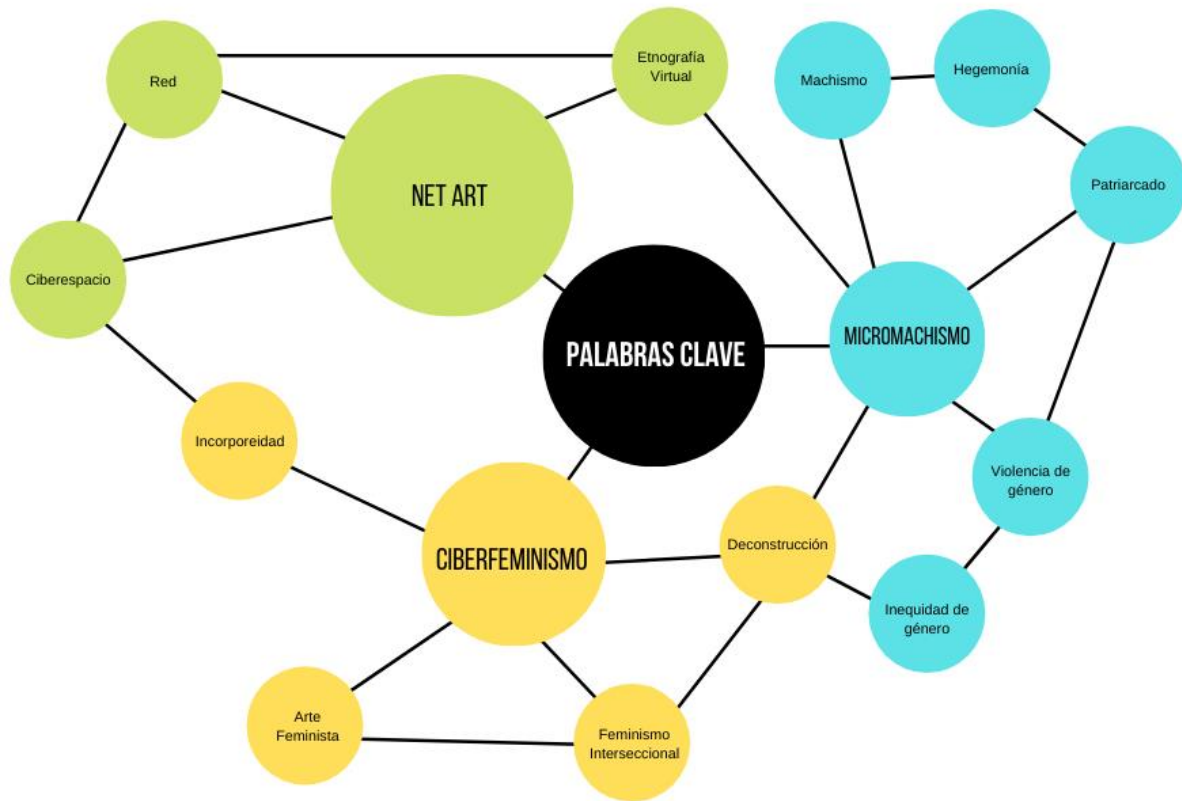 Red
Etnografía
Virtual
Machismo
Hegemonía
Patriarcado
NET ART
Ciberespacio
PALABRAS CLAVE
MICROMACHISMO
Incorporeidad
Violencia de
género
CIBERFEMINISMO
Deconstrucción
Inequidad de
género
Arte
Feminista
Feminismo
Interseccional